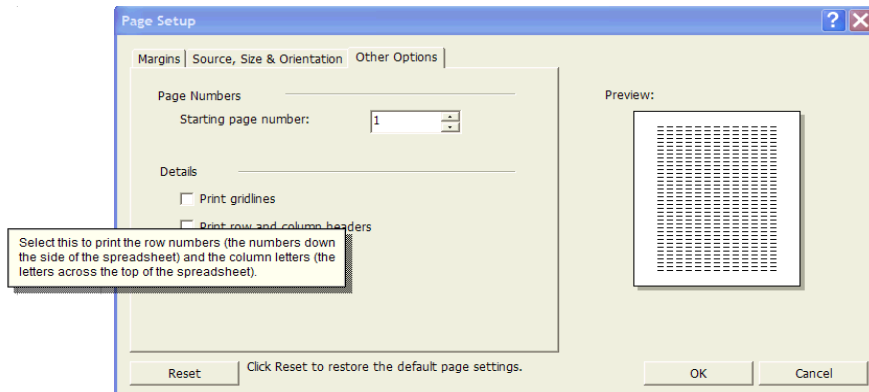 Page Setup
Margins
Source, Size & Orientation
Other Options
Page Numbers
Starting page number:
1
Preview:
Details
Print gridlines
Print row and column headers
Select this to print the row numbers (the numbers down
the side of the spreadsheet) and the column letters (the
letters across the top of the spreadsheet).
Reset
Click Reset to restore the default page settings.
OK
Cancel